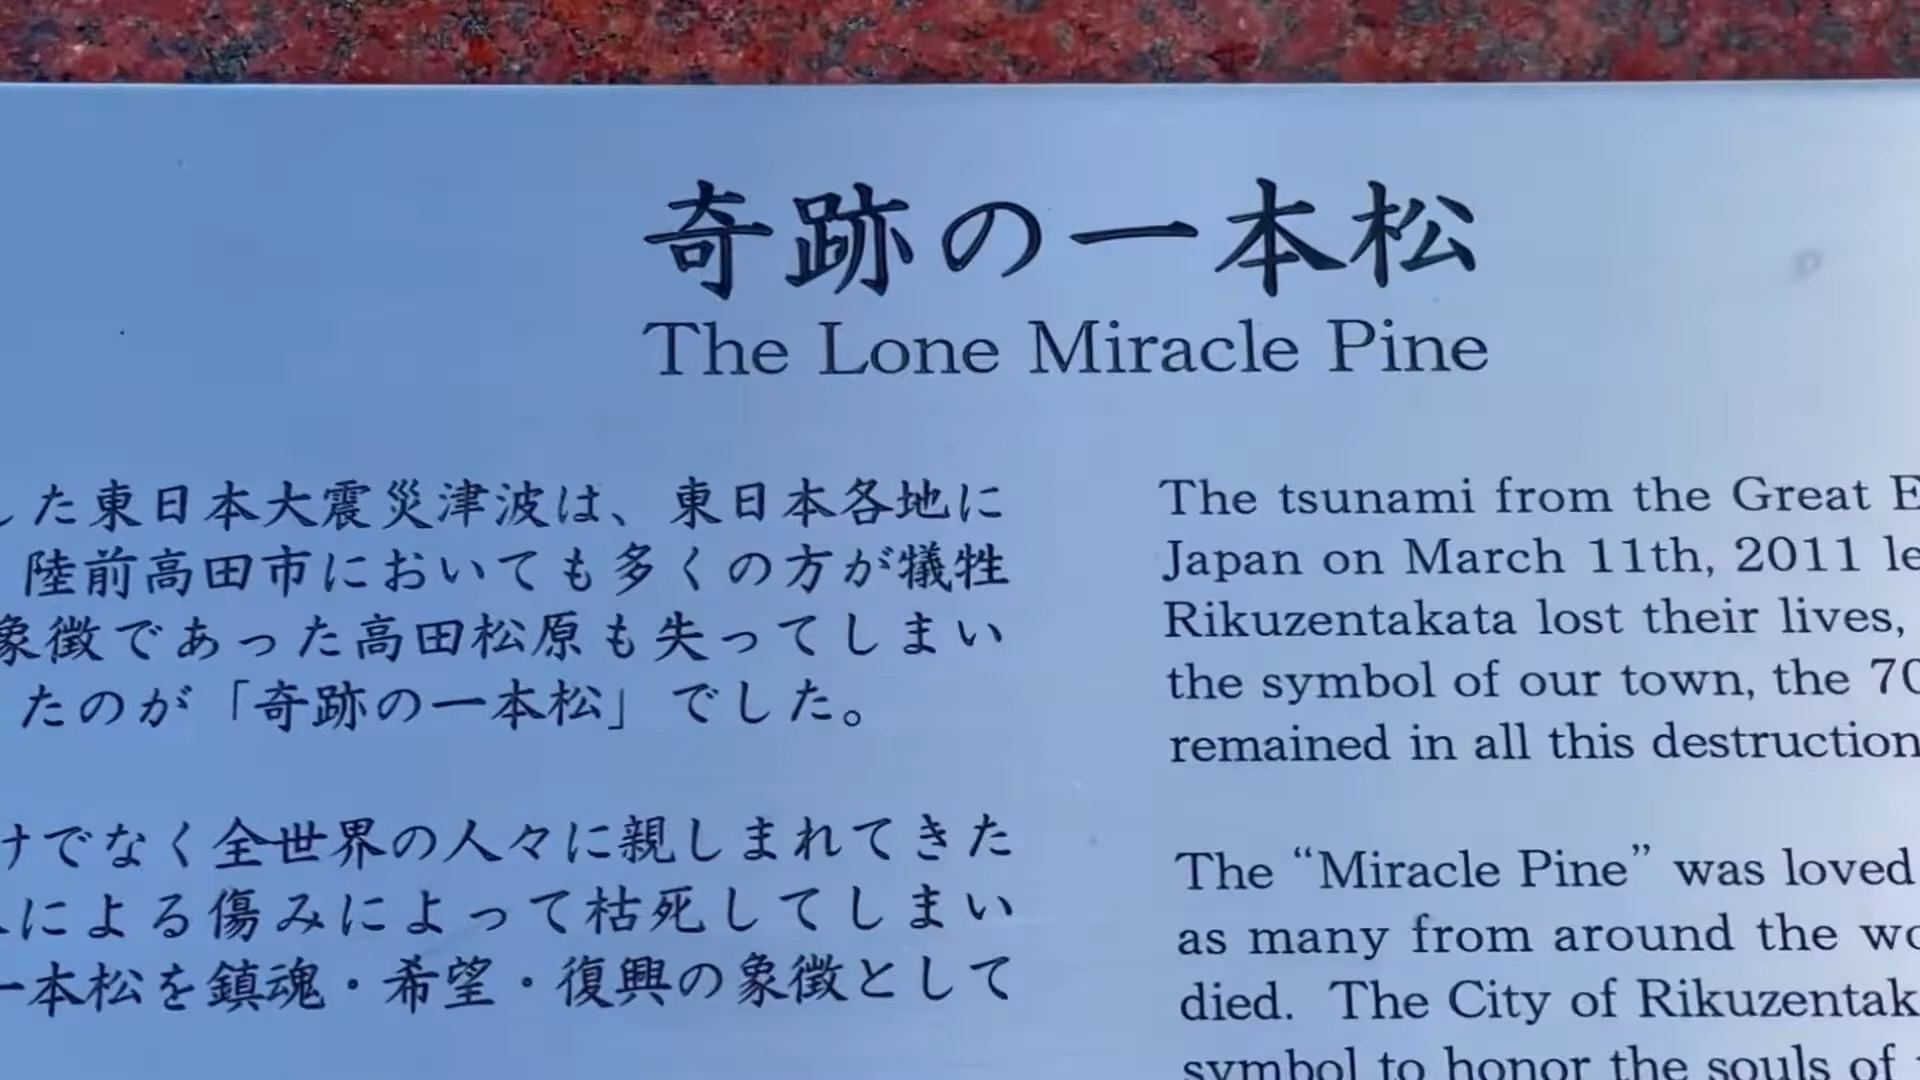 奇跡の一本松
The Lone Miracle Pine
した東日本大震災津波は、東日本各地に
陸前高田市においても多くの方が犠牲
象徴であった高田松原も失ってしまい
たのが「奇跡の一本松」でした。
けでなく全世界の人々に親しまれてきた
による傷みによって枯死してしまい
一本松を鎮魂・希望・復興の象徴として
The tsunami from the Great
Japan on March 11th, 2011
Rikuzentakata lost their lives,
the symbol of our town, the
remained in all this destruction
The “Miracle Pine” was loved
as many from around the
died. The City of
symbol to honor the souls of